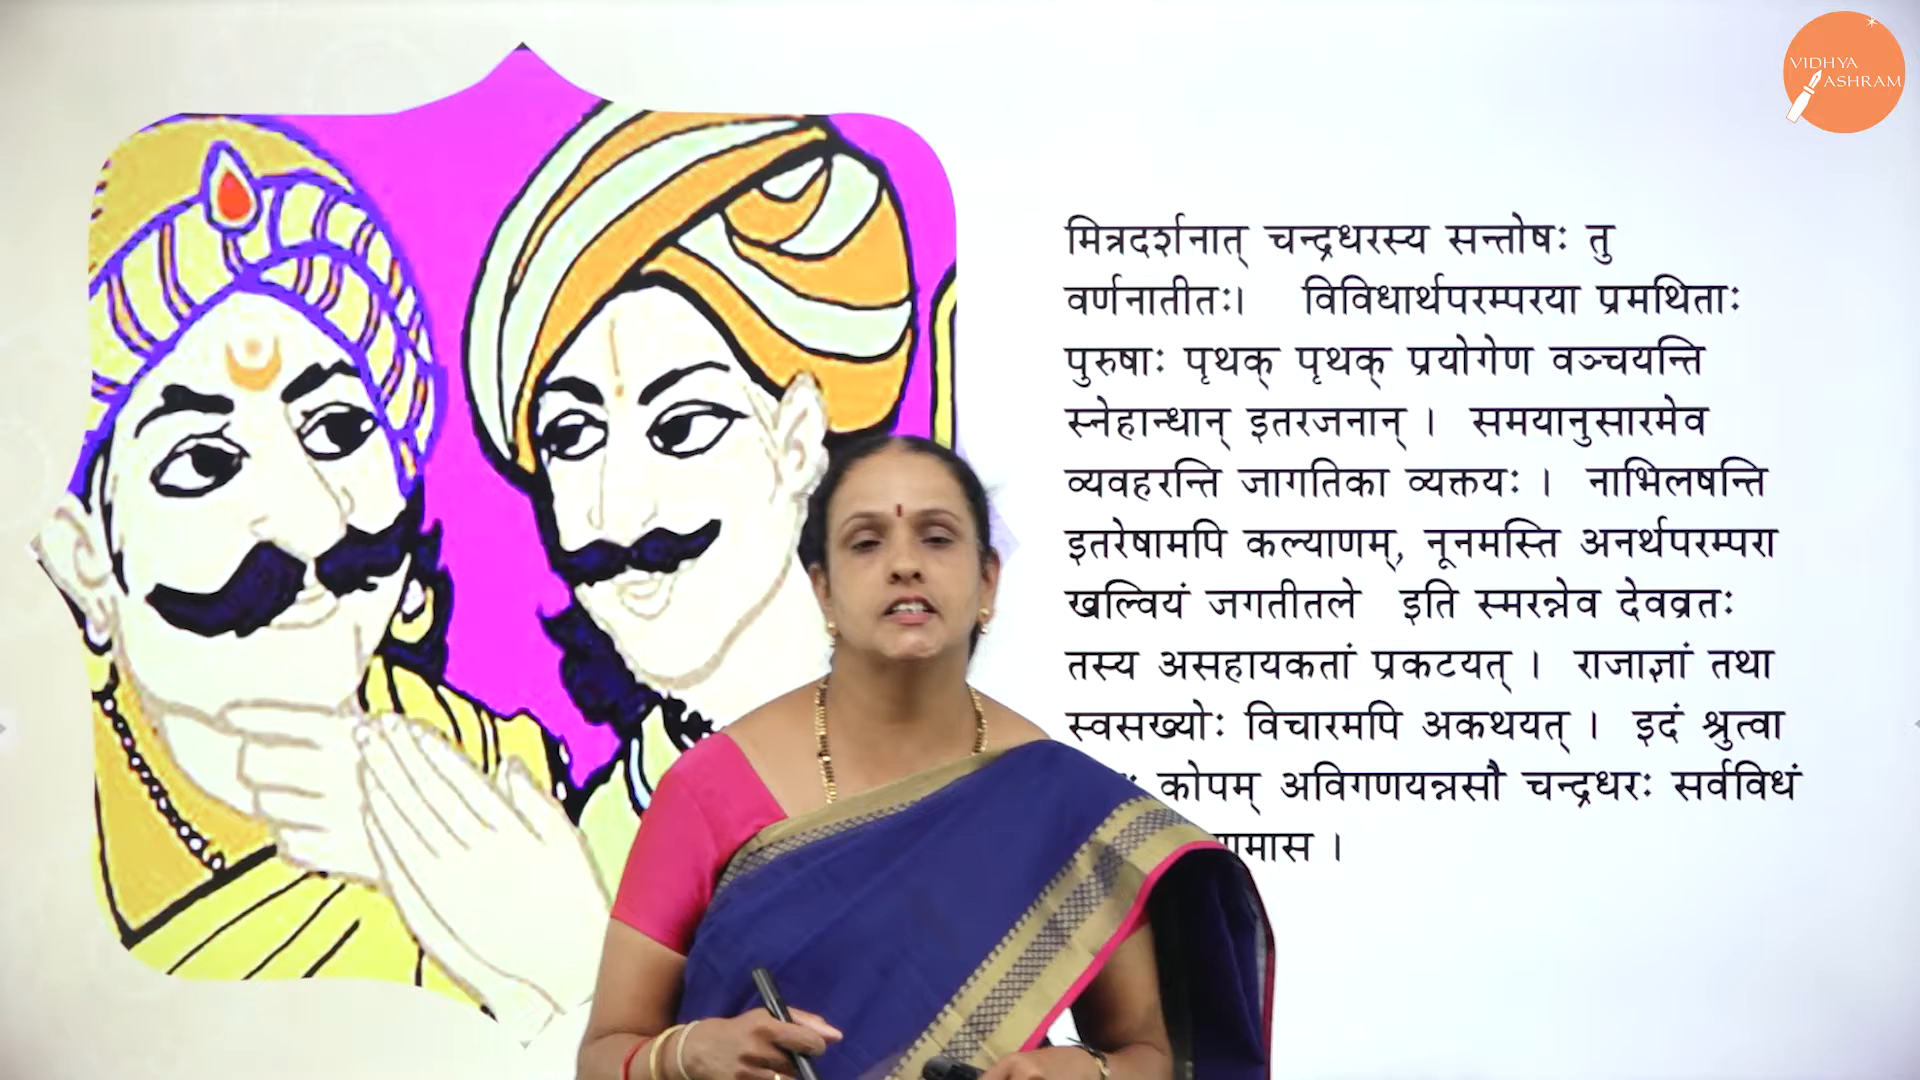 VIDHYA
ASHRAM
मित्रदर्शनात् चन्द्रधरस्य सन्तोषः तु
वर्णनातीतः। विविधार्थपरम्परया प्रमथिताः
पुरुषाः पृथक् पृथक् प्रयोगेण वञ्चयन्ति
स्नेहान्धान् इतरजनान् । समयानुसारमेव
व्यवहरन्ति जागतिका व्यक्तयः । नाभिलषन्ति
इतरेषामपि कल्याणम्, नूनमस्ति अनर्थपरम्परा
खल्वियं जगतीतले इति स्मरन्नेव देवव्रतः
तस्य असहायकतां प्रकटयत् । राजाज्ञां तथा
स्वसख्योः विचारमपि अकथयत् । इदं श्रुत्वा
कोपम् अविगणयन्नसौ चन्द्रधरः सर्वविधं